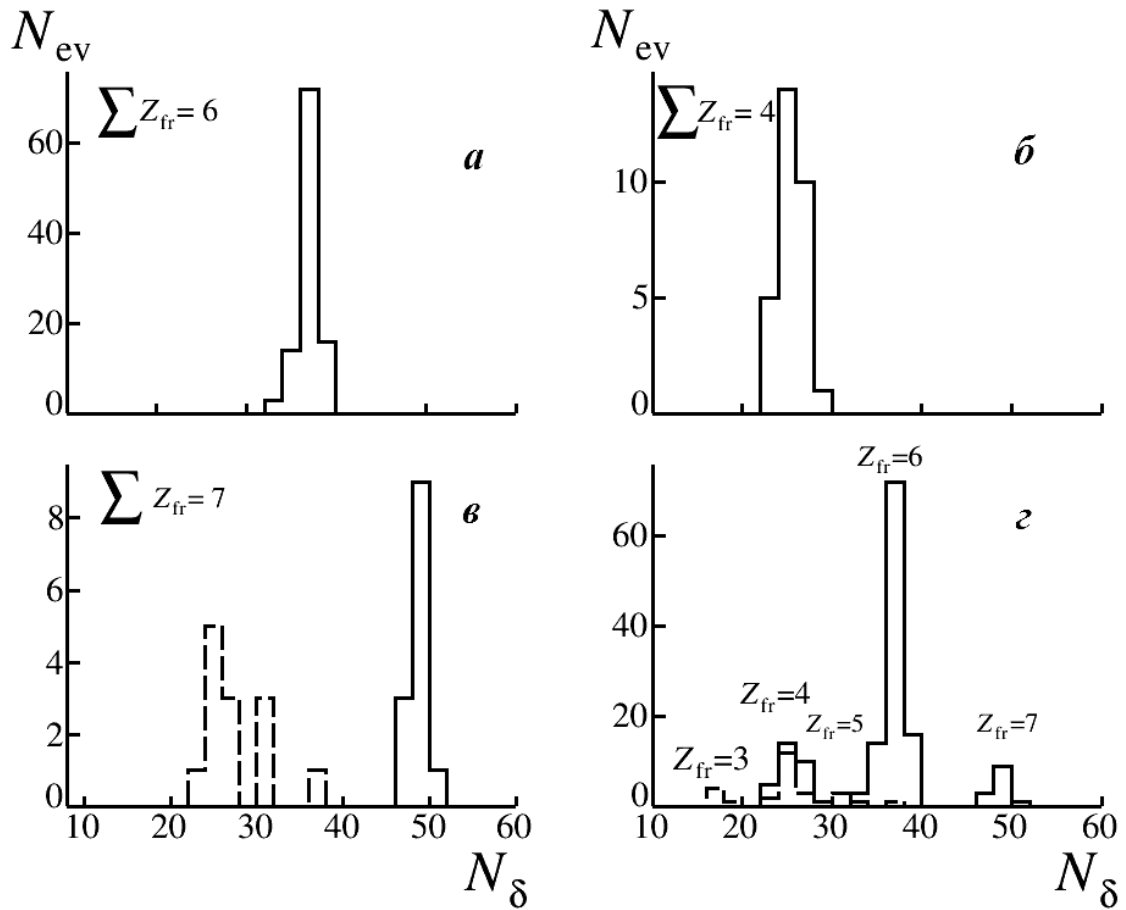 N_ev
∑ Z_fr = 6
а
60
40
20
0
N_ev
∑ Z_fr = 4
б
10
5
0
∑ Z_fr = 7
в
8
6
4
2
0
10 20 30 40 50 60
N_δ
Z_fr=6
г
60
40
20
0
Z_fr=4
Z_fr=5
Z_fr=7
Z_fr=3
10 20 30 40 50 60
N_δ